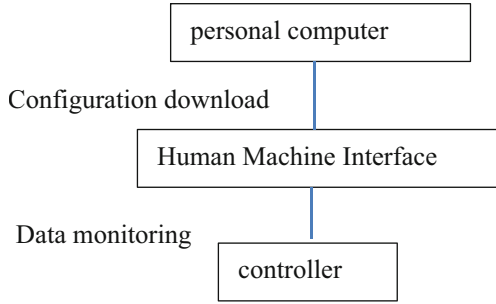 personal computer
Configuration download
Human Machine Interface
Data monitoring
controller